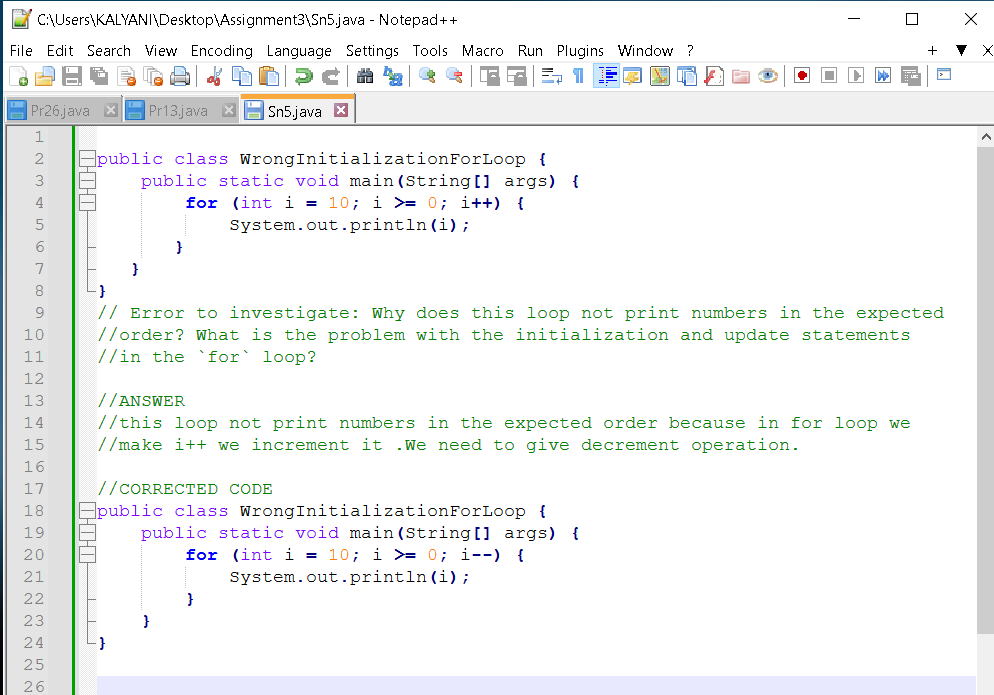 C:\Users\KALYANI\Desktop\Assignment3\Sn5.java - Notepad++
File Edit Search View Encoding Language Settings Tools Macro Run Plugins Window ? + ▼ X
Pr26.java Pr13.java Sn5.java
1
2 public class WrongInitializationForLoop {
3 public static void main(String[] args) {
4 for (int i = 10; i >= 0; i++) {
5 System.out.println(i);
6 }
7 }
8 }
9 // Error to investigate: Why does this loop not print numbers in the expected
10 //order? What is the problem with the initialization and update statements
11 //in the `for` loop?
12
13 //ANSWER
14 //this loop not print numbers in the expected order because in for loop we
15 //make i++ we increment it .We need to give decrement operation.
16
17 //CORRECTED CODE
18 public class WrongInitializationForLoop {
19 public static void main(String[] args) {
20 for (int i = 10; i >= 0; i--) {
21 System.out.println(i);
22 }
23 }
24 }
25
26